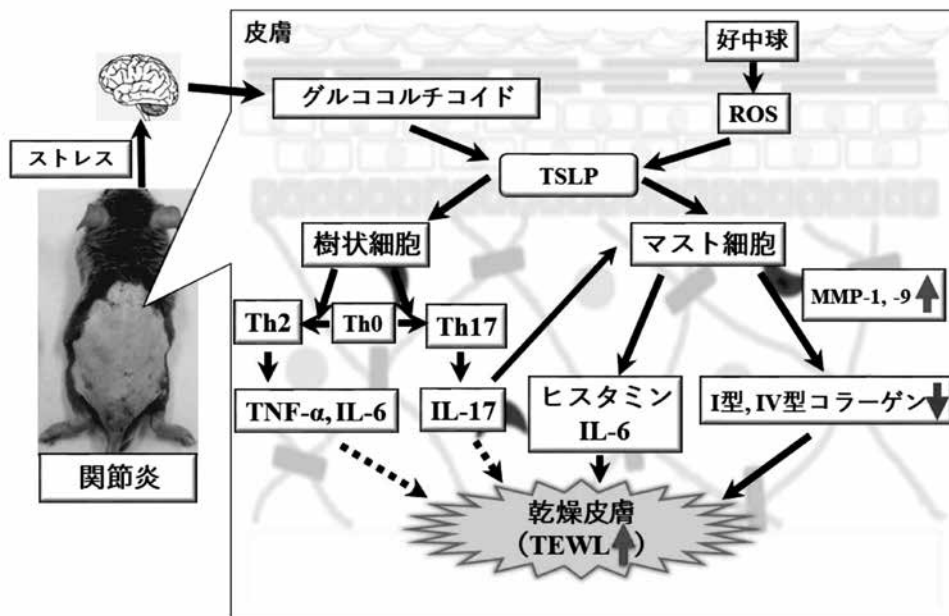 皮膚
好中球
グルココルチコイド
ROS
ストレス
TSLP
樹状細胞
マスト細胞
MMP-1, -9
Th2
Th0
Th17
TNF-α, IL-6
IL-17
ヒスタミン
IL-6
I型, IV型コラーゲン
関節炎
乾燥皮膚
（TEWL ）